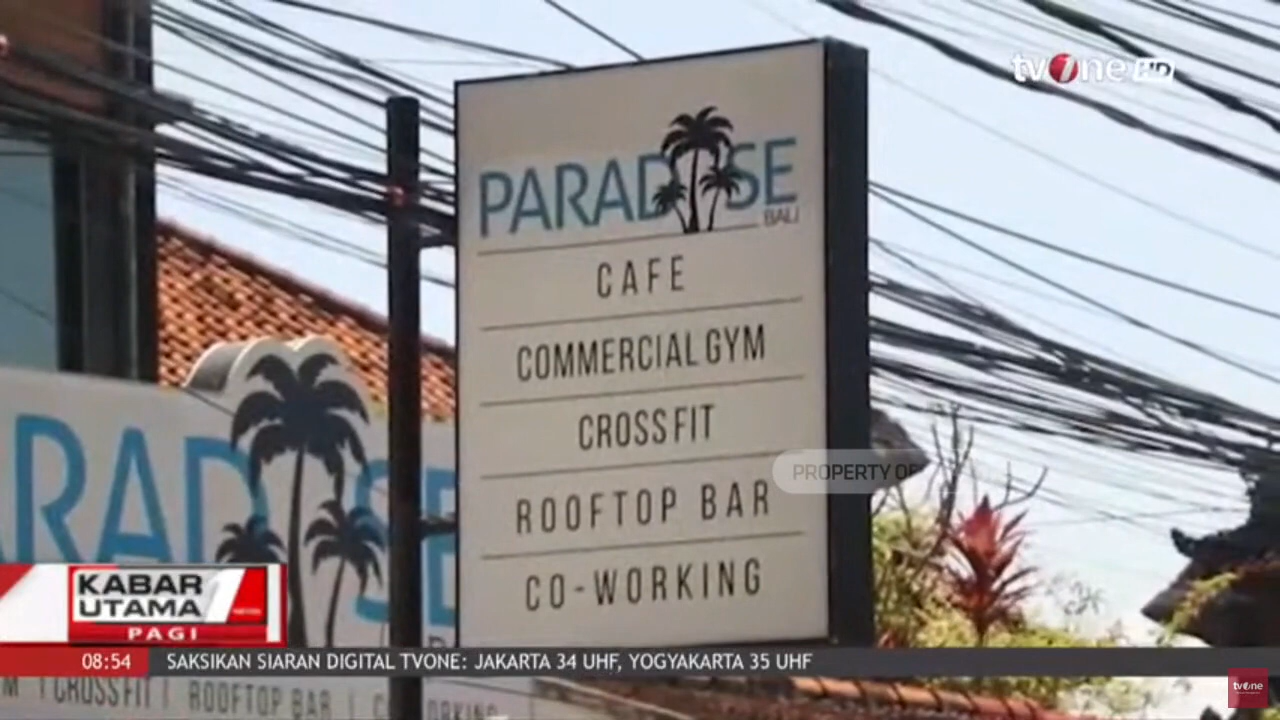 tvOne HD
PARADISE
BALI
CAFE
COMMERCIAL GYM
CROSSFIT
ROOFTOP BAR
CO-WORKING
PROPERTY OF
KABAR
UTAMA 1
PAGI
08:54 SAKSIKAN SIARAN DIGITAL TVONE: JAKARTA 34 UHF, YOGYAKARTA 35 UHF
CROSSFIT | ROOFTOP BAR |
tvOne